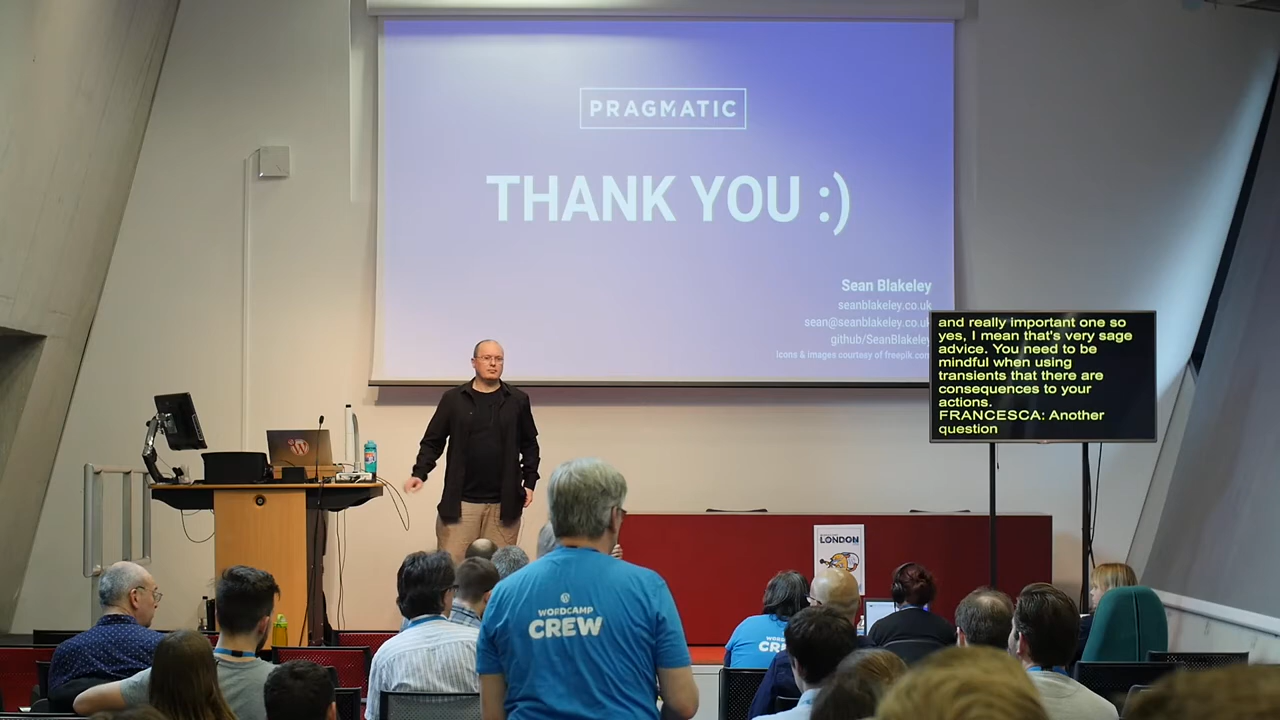 PRAGMATIC
THANK YOU :)
Sean Blakeley
seanblakeley.co.uk
sean@seanblakeley.co.uk
github/SeanBlakeley
Icons & images courtesy of freepik.com
and really important one so
yes, I mean that's very sage
advice. You need to be
mindful when using
transients that there are
consequences to your
actions.
FRANCESCA: Another
question
LONDON
WORDCAMP
CREW